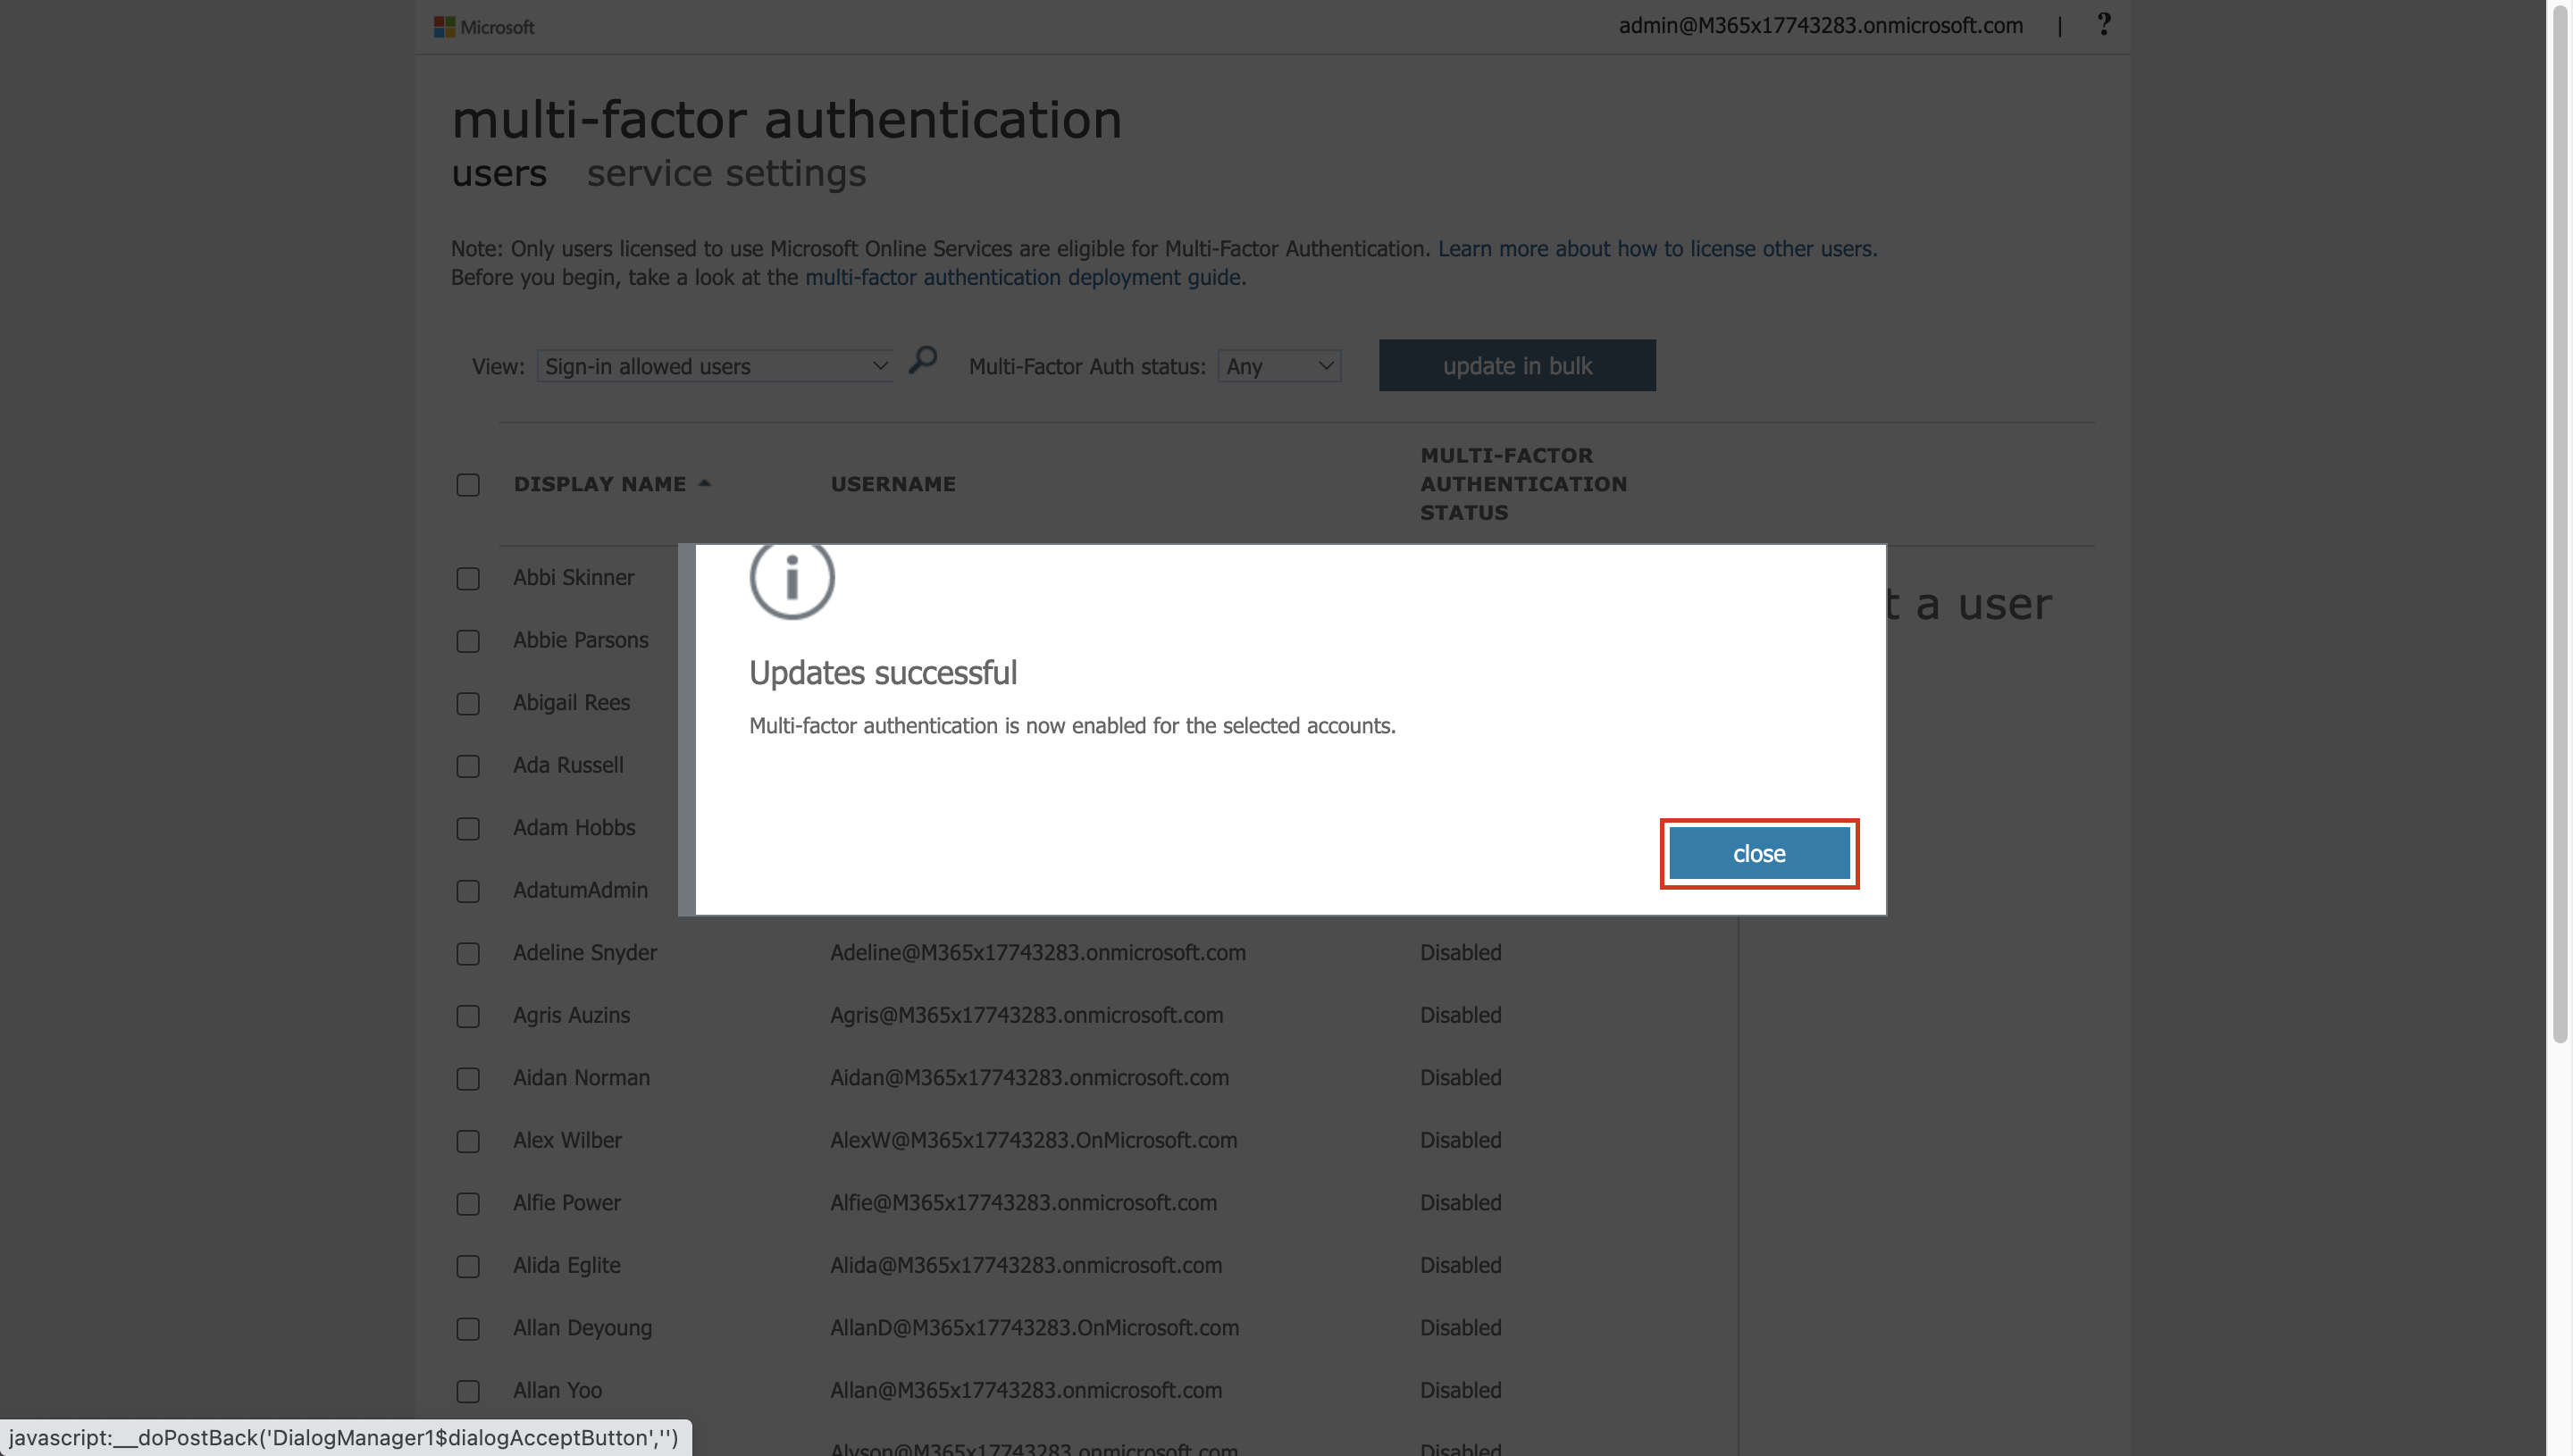 Microsoft
admin@M365x17743283.onmicrosoft.com | ?
multi-factor authentication
users service settings
Note: Only users licensed to use Microsoft Online Services are eligible for Multi-Factor Authentication. Learn more about how to license other users.
Before you begin, take a look at the multi-factor authentication deployment guide.
View: Sign-in allowed users Multi-Factor Auth status: Any update in bulk
DISPLAY NAME USERNAME MULTI-FACTOR
AUTHENTICATION
STATUS
Abbi Skinner
t a user
Abbie Parsons
Abigail Rees
Ada Russell
Adam Hobbs
AdatumAdmin
Updates successful
Multi-factor authentication is now enabled for the selected accounts.
close
Adeline Snyder Adeline@M365x17743283.onmicrosoft.com Disabled
Agris Auzins Agris@M365x17743283.onmicrosoft.com Disabled
Aidan Norman Aidan@M365x17743283.onmicrosoft.com Disabled
Alex Wilber AlexW@M365x17743283.OnMicrosoft.com Disabled
Alfie Power Alfie@M365x17743283.onmicrosoft.com Disabled
Alida Eglite Alida@M365x17743283.onmicrosoft.com Disabled
Allan Deyoung AllanD@M365x17743283.OnMicrosoft.com Disabled
Allan Yoo Allan@M365x17743283.onmicrosoft.com Disabled
Alyson@M365x17743283.onmicrosoft.com Disabled
javascript:__doPostBack('DialogManager1$dialogAcceptButton','')